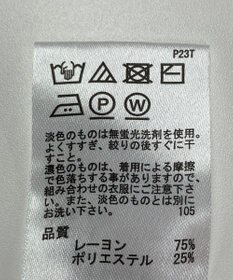 P23T
P W
淡色のものは無蛍光洗剤を使用。
よくすすぎ、絞りの後すぐに干
すこと。
濃色のものは、着用による摩擦
で色落ちする事がありますので、
組み合わせの衣服にご注意下さ
い。また、淡色のものとは別に
お洗い下さい。 105
品質
レーヨン 75%
ポリエステル 25%